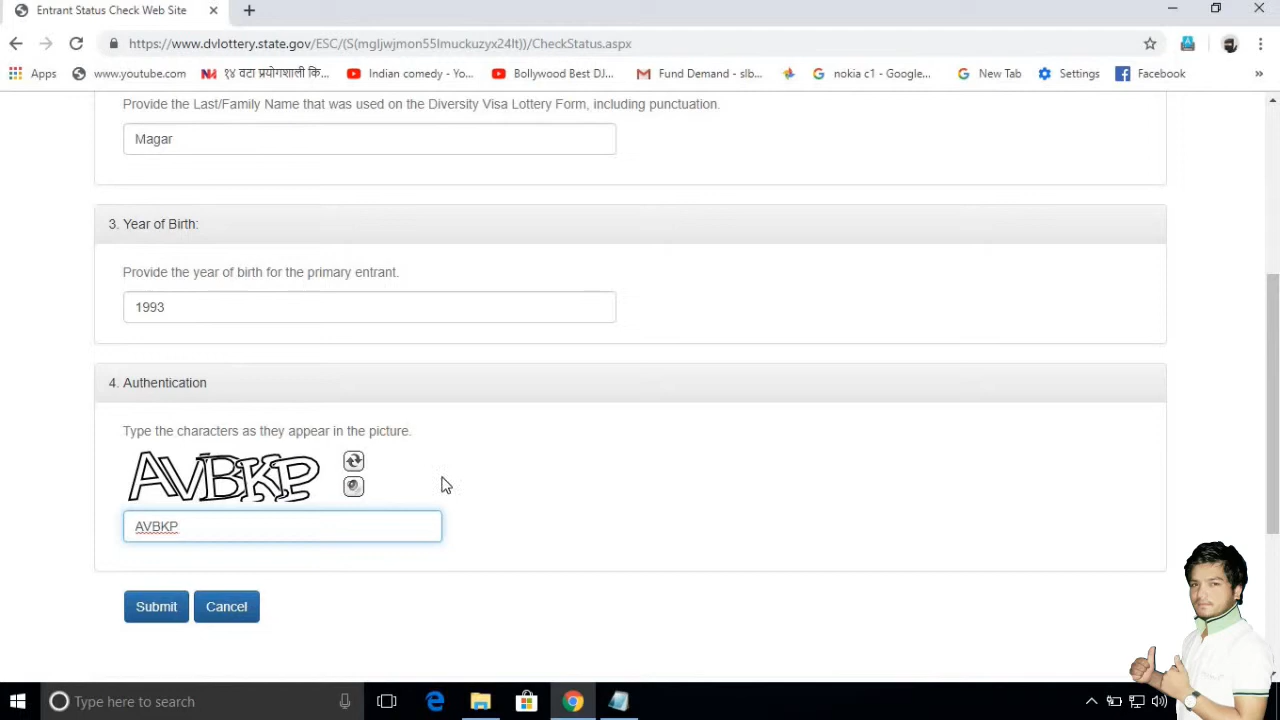 Entrant Status Check Web Site
https://www.dvlottery.state.gov/ESC/(S(mgljwjmon55lmuckuzyx24lt))/CheckStatus.aspx
Apps www.youtube.com १४ वटा प्रयोगशाली कि... Indian comedy - Yo... Bollywood Best DJ... Fund Demand - slb... nokia c1 - Google... New Tab Settings Facebook »
Provide the Last/Family Name that was used on the Diversity Visa Lottery Form, including punctuation.
Magar
3. Year of Birth:
Provide the year of birth for the primary entrant.
1993
4. Authentication
Type the characters as they appear in the picture.
AVBKP
AVBKP
Submit Cancel
Type here to search